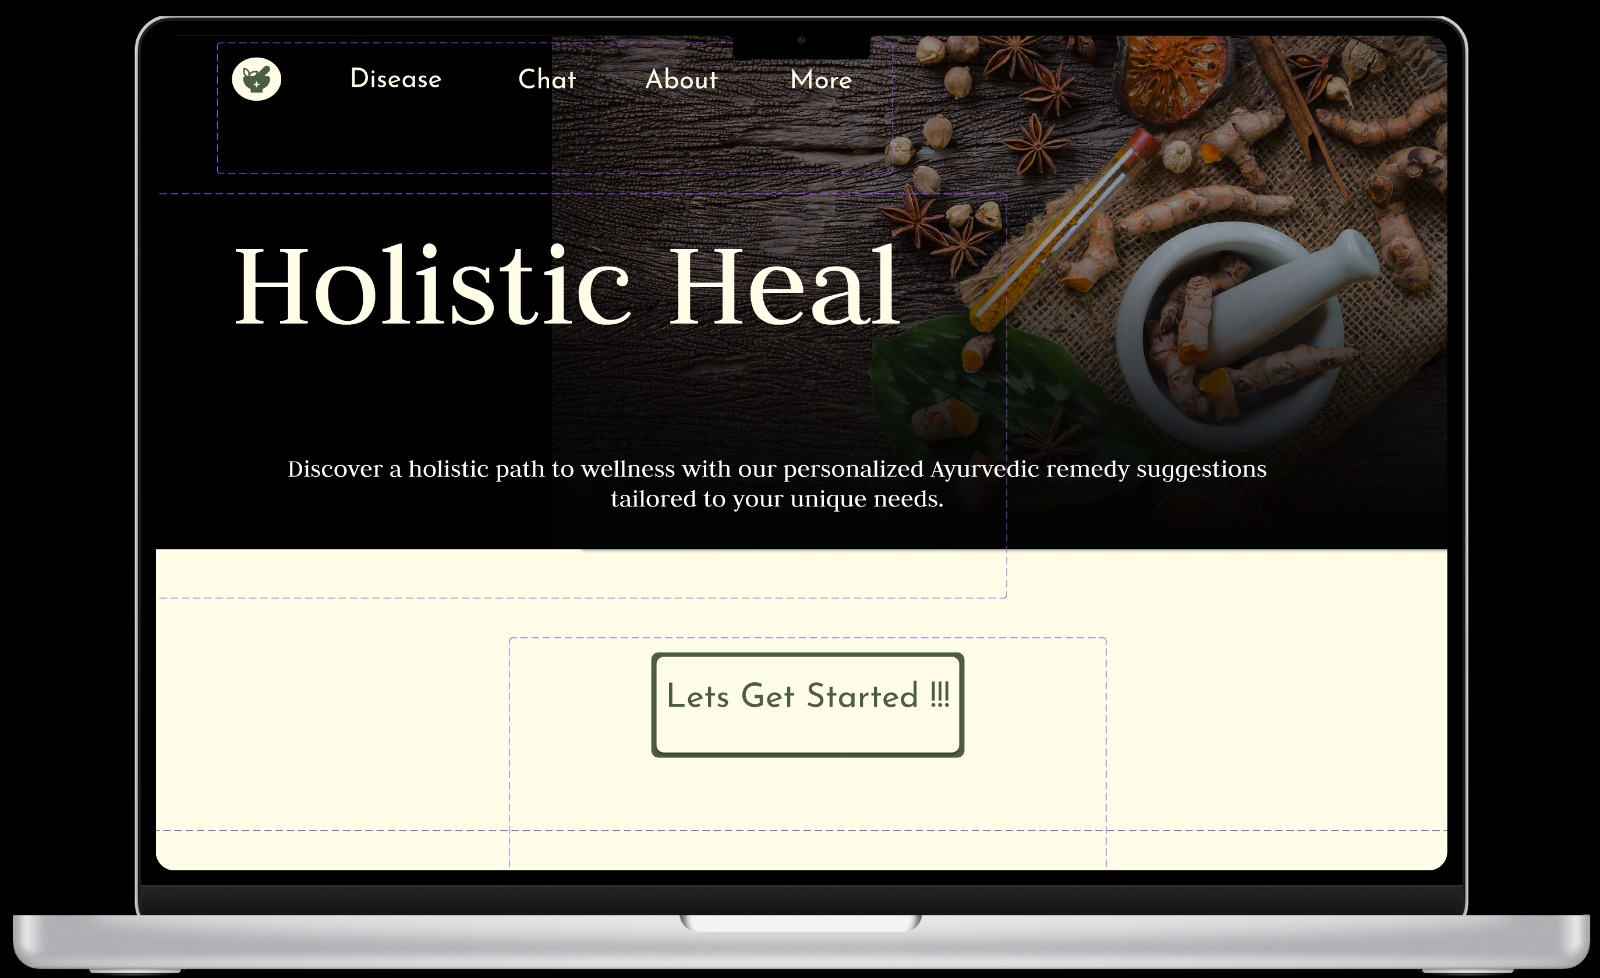 Disease Chat About More
Holistic Heal
Discover a holistic path to wellness with our personalized Ayurvedic remedy suggestions
tailored to your unique needs.
Lets Get Started !!!